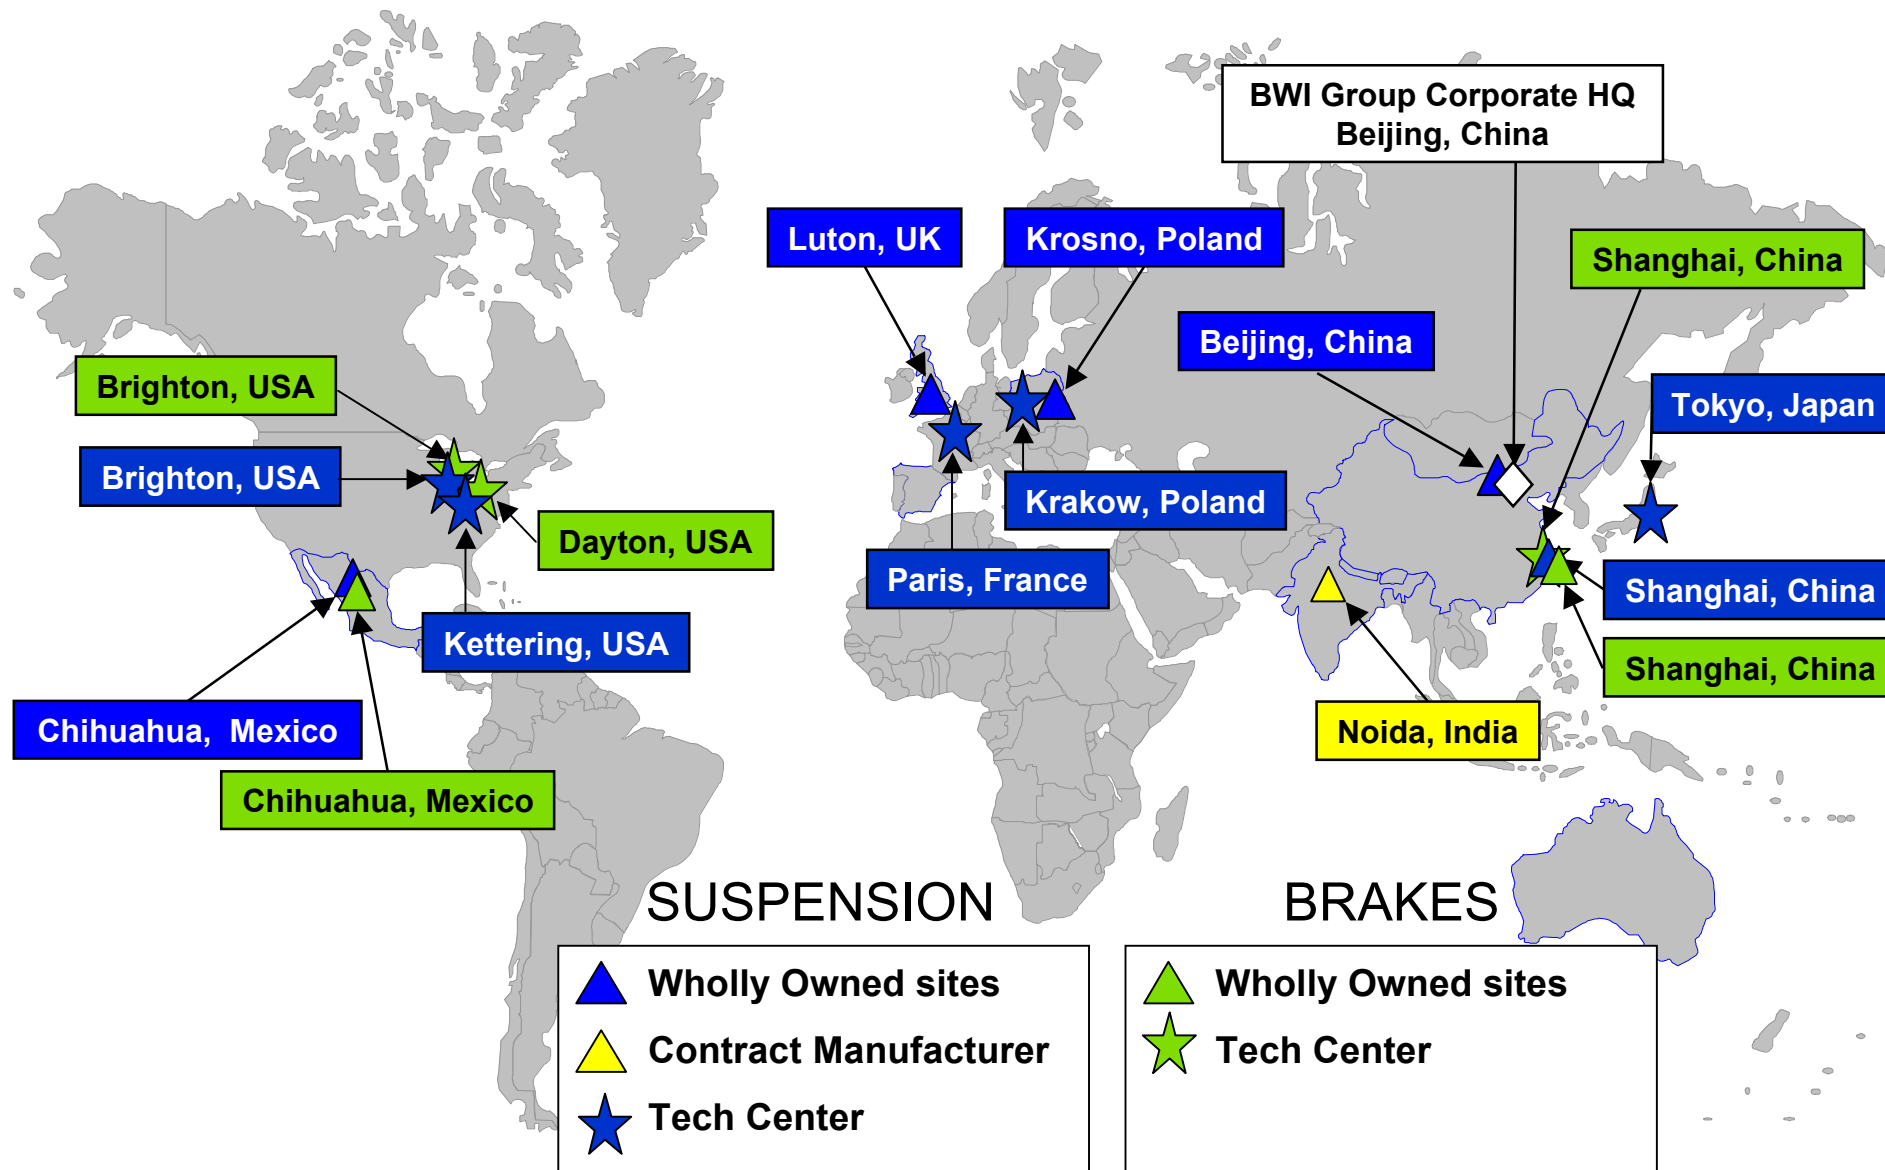 BWI Group Corporate HQ
Beijing, China
Luton, UK
Krosno, Poland
Shanghai, China
Beijing, China
Brighton, USA
Tokyo, Japan
Brighton, USA
Krakow, Poland
Dayton, USA
Paris, France
Shanghai, China
Kettering, USA
Shanghai, China
Chihuahua,  Mexico
Noida, India
Chihuahua, Mexico
SUSPENSION
Wholly Owned sites
Contract Manufacturer
Tech Center
BRAKES
Wholly Owned sites
Tech Center